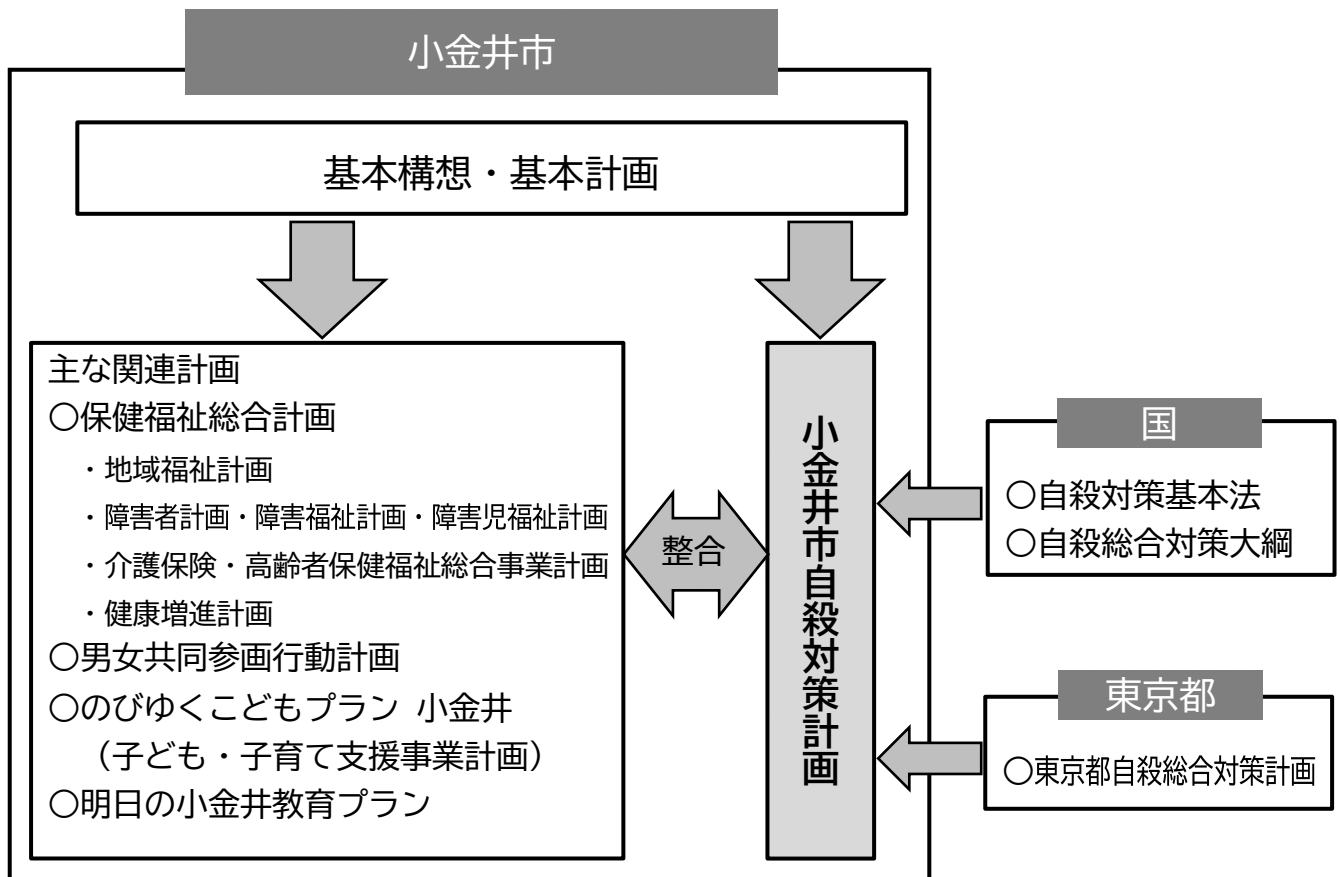 小金井市
基本構想・基本計画
主な関連計画
○保健福祉総合計画
・地域福祉計画
・障害者計画・障害福祉計画・障害児福祉計画
・介護保険・高齢者保健福祉総合事業計画
・健康増進計画
○男女共同参画行動計画
○のびゆくこどもプラン 小金井
（子ども・子育て支援事業計画）
○明日の小金井教育プラン
整合
小金井市自殺対策計画
国
○自殺対策基本法
○自殺総合対策大綱
東京都
○東京都自殺総合対策計画